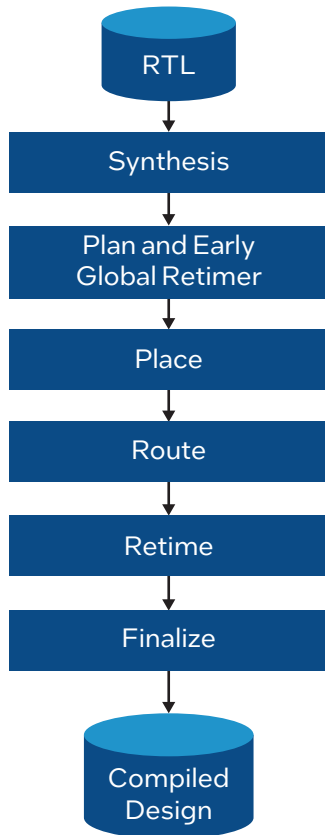 RTL
Synthesis
Plan and Early
Global Retimer
Place
Route
Retime
Finalize
Compiled
Design